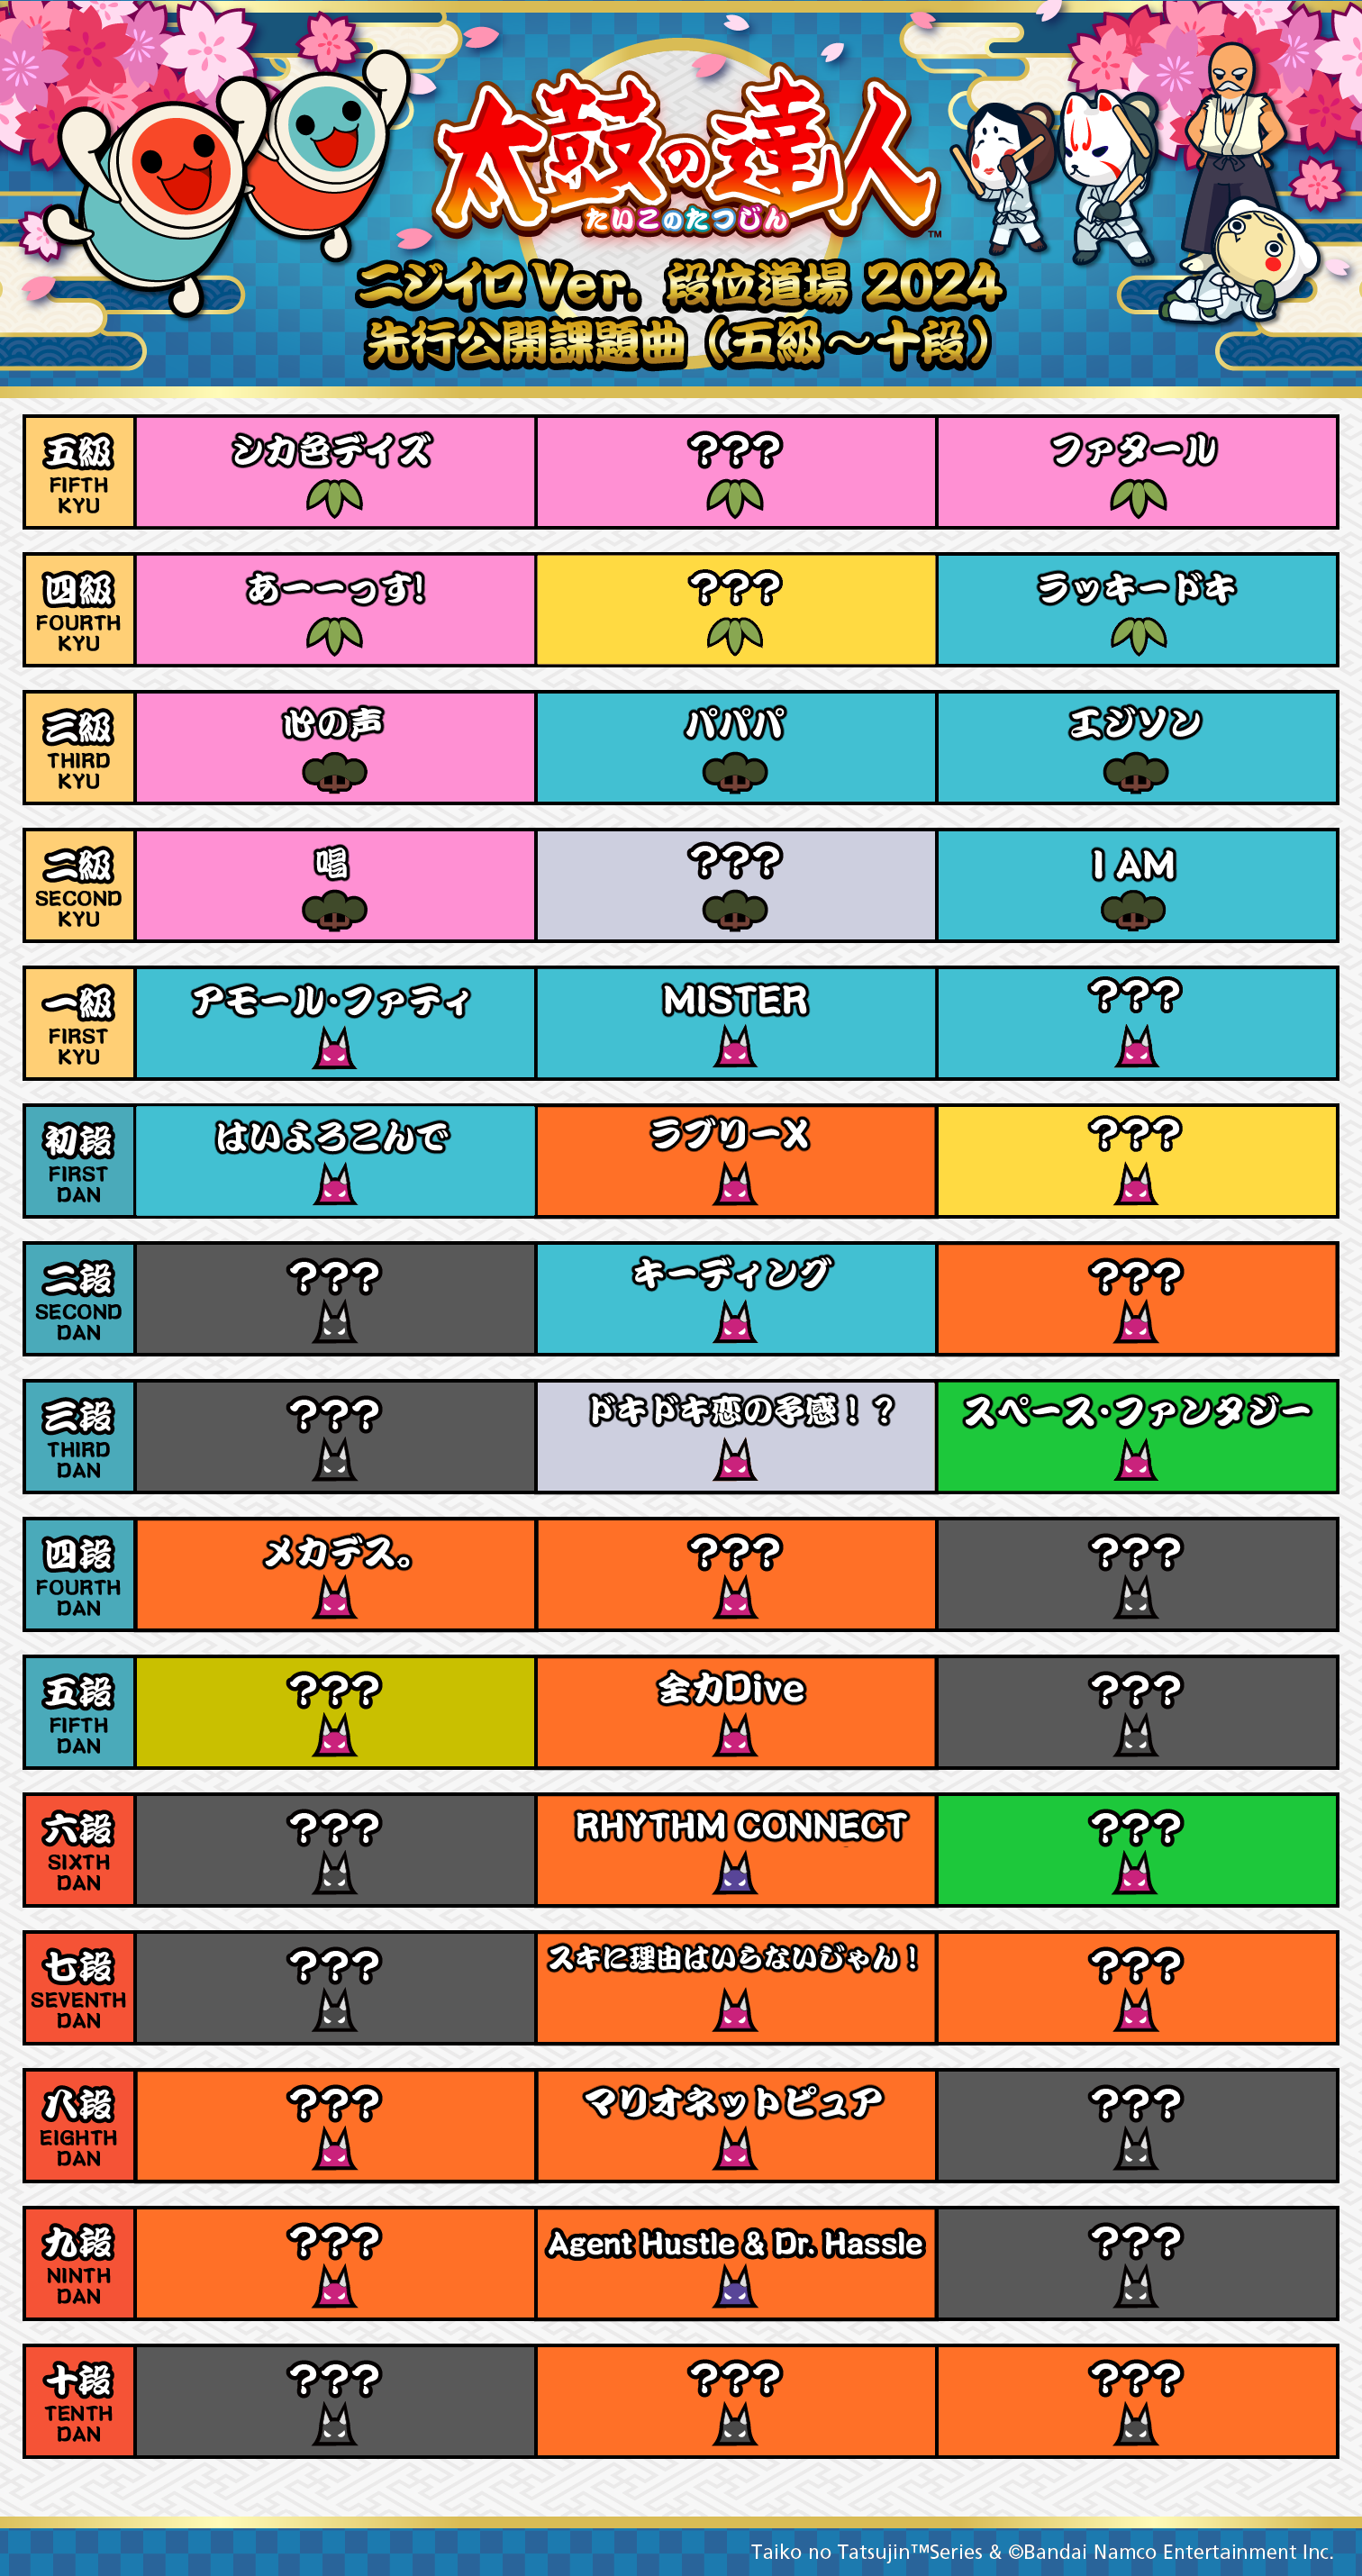 太鼓の達人
たいこのたつじん
TM
ニジイロVer. 段位道場 2024
先行公開課題曲（五級～十段）
五級
FIFTH
KYU
シカ色デイズ
???
ファタール
四級
FOURTH
KYU
あーーっす!
???
ラッキードキ
三級
THIRD
KYU
心の声
パパパ
エジソン
二級
SECOND
KYU
唱
???
I AM
一級
FIRST
KYU
アモール・ファティ
MISTER
???
初段
FIRST
DAN
はいよろこんで
ラブリーX
???
二段
SECOND
DAN
???
キーディング
???
三段
THIRD
DAN
???
ドキドキ恋の予感！？
スペース・ファンタジー
四段
FOURTH
DAN
メカデス。
???
???
五段
FIFTH
DAN
???
全力Dive
???
六段
SIXTH
DAN
???
RHYTHM CONNECT
???
七段
SEVENTH
DAN
???
スキに理由はいらないじゃん！
???
八段
EIGHTH
DAN
???
マリオネットピュア
???
九段
NINTH
DAN
???
Agent Hustle & Dr. Hassle
???
十段
TENTH
DAN
???
???
???
Taiko no Tatsujin™Series & ©Bandai Namco Entertainment Inc.